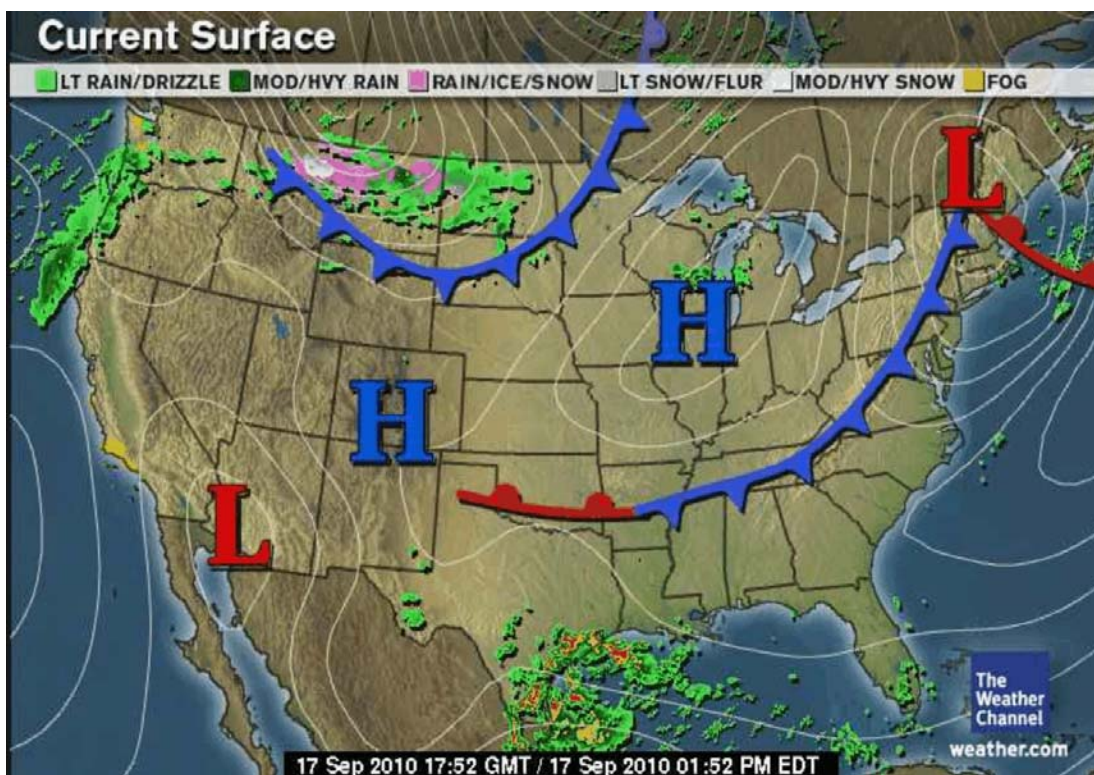 Current Surface
LT RAIN/DRIZZLE MOD/HVY RAIN RAIN/ICE/SNOW LT SNOW/FLUR MOD/HVY SNOW FOG
L
H
H
L
The
Weather
Channel
weather.com
17 Sep 2010 17:52 GMT / 17 Sep 2010 01:52 PM EDT